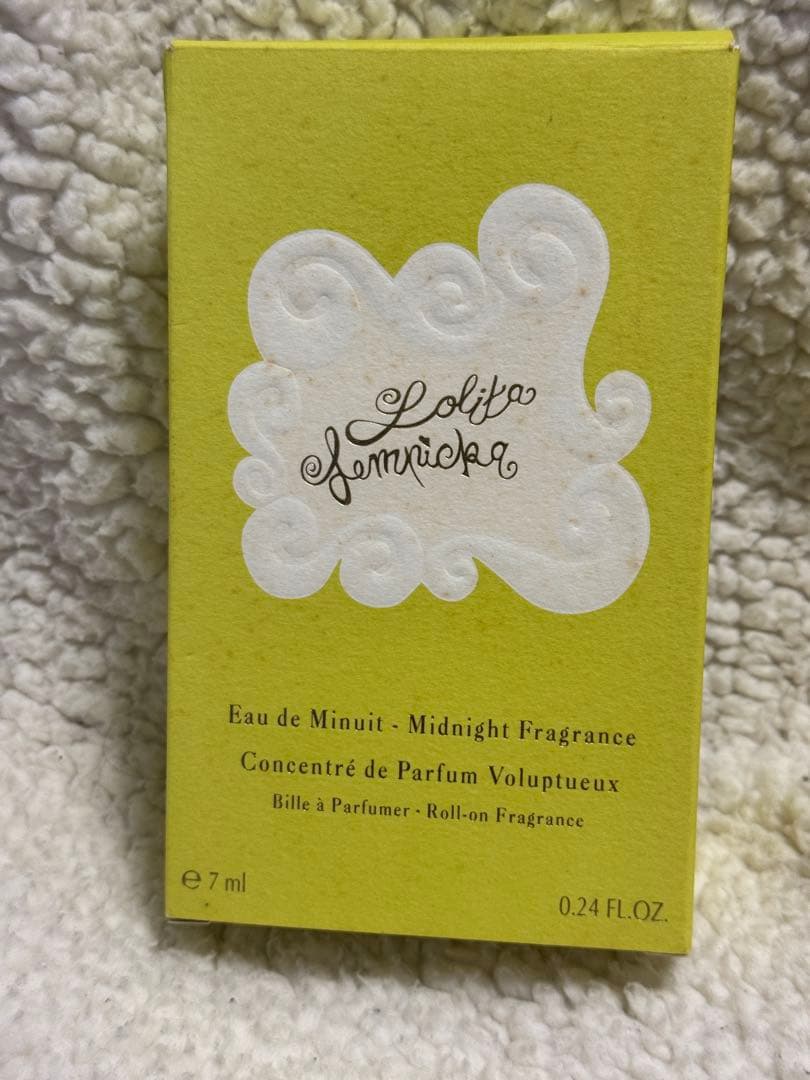 Lolita
Lempicka
Eau de Minuit - Midnight Fragrance
Concentré de Parfum Voluptueux
Bille à Parfumer - Roll-on Fragrance
℮ 7 ml
0.24 FL.OZ.